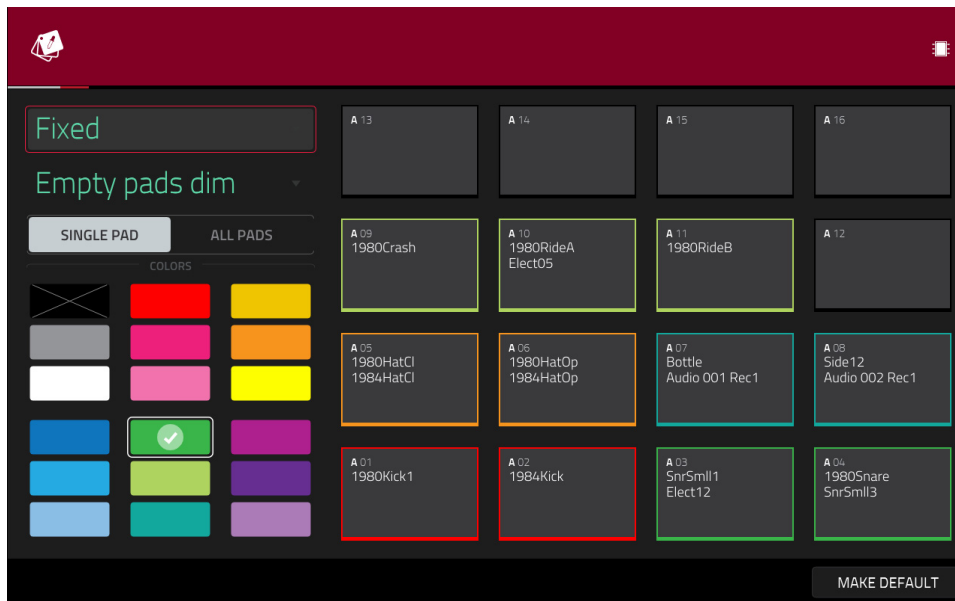 Fixed
Empty pads dim
SINGLE PAD ALL PADS
COLORS
A 13
A 14
A 15
A 16
A 09
1980Crash
A 10
1980RideA
Elect05
A 11
1980RideB
A 12
A 05
1980HatCl
1984HatCl
A 06
1980HatOp
1984HatOp
A 07
Bottle
Audio 001 Rec1
A 08
Side12
Audio 002 Rec1
A 01
1980Kick1
A 02
1984Kick
A 03
SnrSmll1
Elect12
A 04
1980Snare
SnrSmll3
MAKE DEFAULT